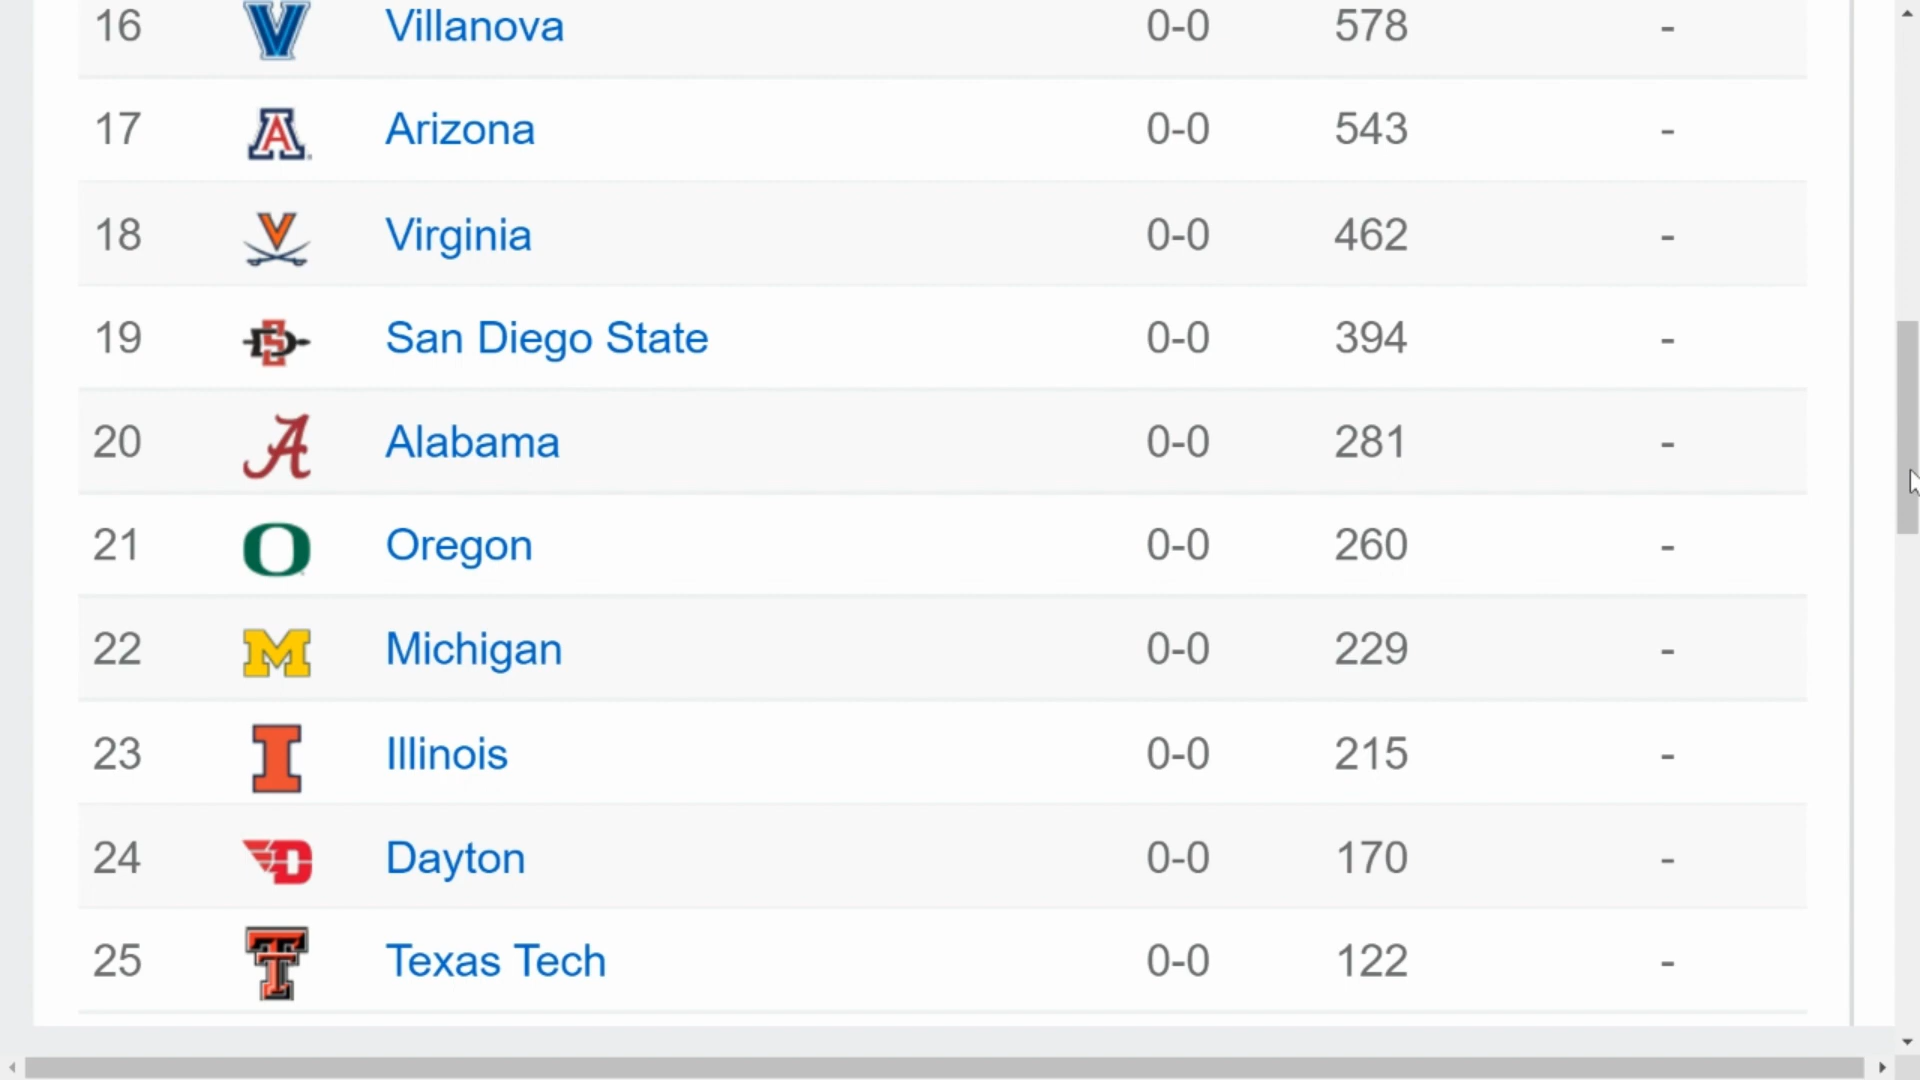 16 Villanova 0-0 578 -
17 Arizona 0-0 543 -
18 Virginia 0-0 462 -
19 San Diego State 0-0 394 -
20 Alabama 0-0 281 -
21 Oregon 0-0 260 -
22 Michigan 0-0 229 -
23 Illinois 0-0 215 -
24 Dayton 0-0 170 -
25 Texas Tech 0-0 122 -